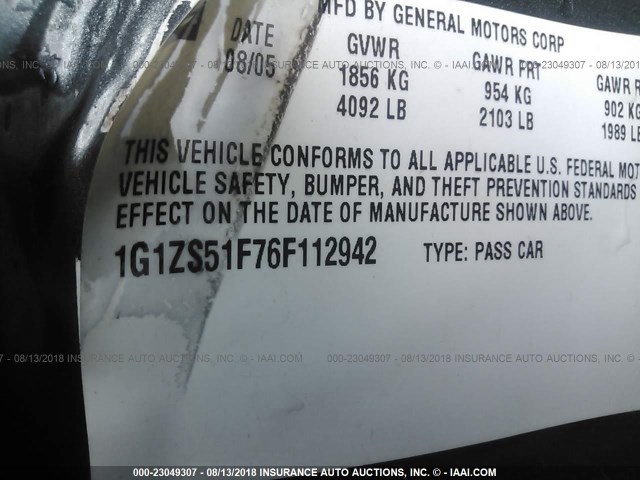 MFD BY GENERAL MOTORS CORP
DATE GVWR GAWR FRT GAWR R
08/05 1856 KG 954 KG 902 KG
4092 LB 2103 LB 1989 LB
THIS VEHICLE CONFORMS TO ALL APPLICABLE U.S. FEDERAL MOT
VEHICLE SAFETY, BUMPER, AND THEFT PREVENTION STANDARDS
EFFECT ON THE DATE OF MANUFACTURE SHOWN ABOVE.
1G1ZS51F76F112942 TYPE: PASS CAR
000-23049307 - 08/13/2018 INSURANCE AUTO AUCTIONS, INC. - © IAAI.COM